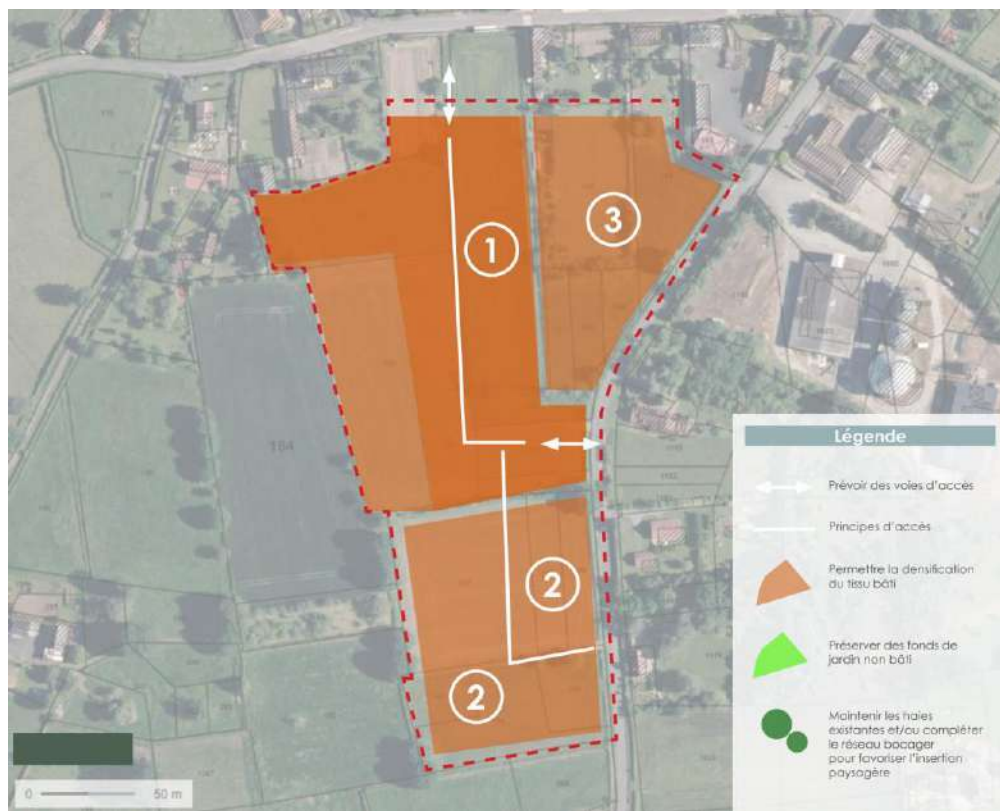 1
3
184
2
2
Légende
Prévoir des voies d'accès
Principes d'accès
Permettre la densification
du tissu bâti
Préserver des fonds de
jardin non bâti
Maintenir les haies
existantes et/ou compléter
le réseau bocager
pour favoriser l'insertion
paysagère
0 50 m